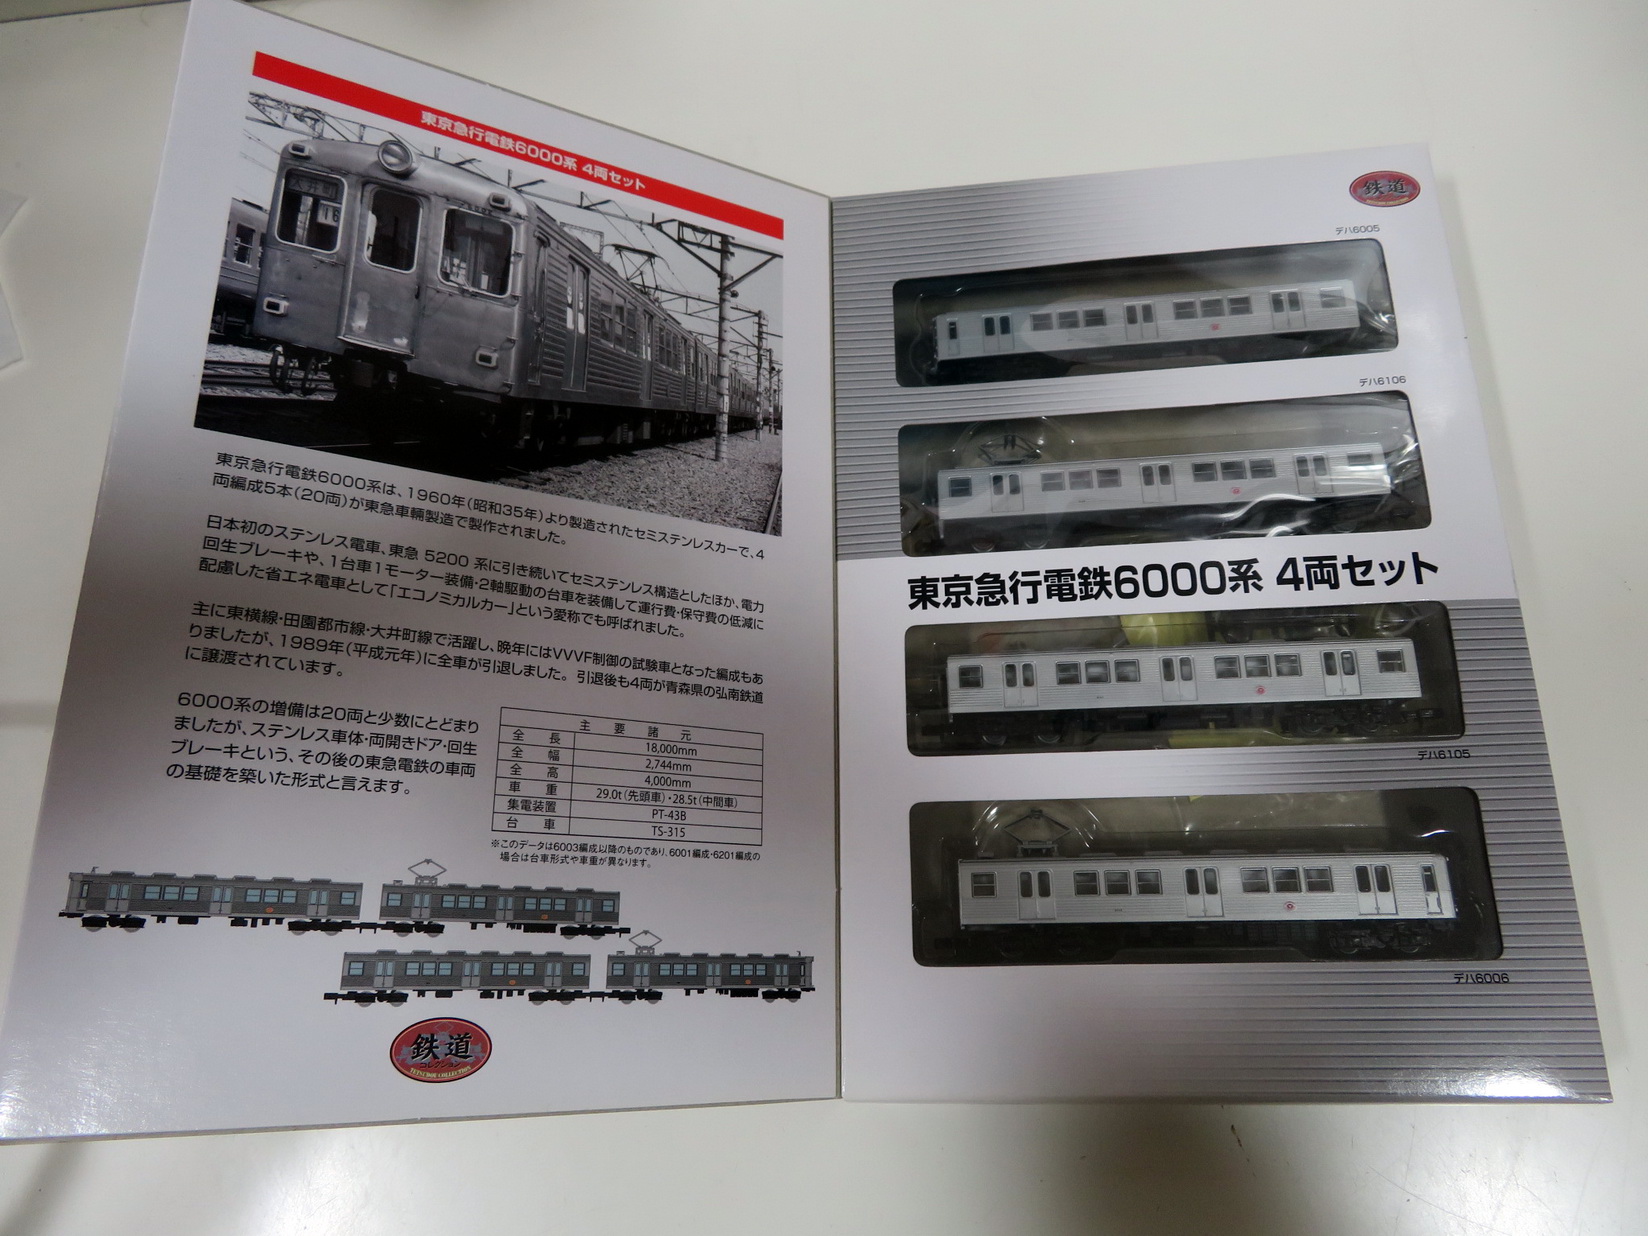 東京急行電鉄6000系 4両セット
大井町
16
東京急行電鉄6000系は、1960年(昭和35年)より製造されたセミステンレスカーで、4
両編成5本(20両)が東急車輛製造で製作されました。
日本初のステンレス電車、東急 5200 系に引き続いてセミステンレス構造としたほか、電力
回生ブレーキや、1台車1モーター装備・2軸駆動の台車を装備して運行費・保守費の低減に
配慮した省エネ電車として「エコノミカルカー」という愛称でも呼ばれました。
主に東横線・田園都市線・大井町線で活躍し、晩年にはVVVF制御の試験車となった編成もあ
りましたが、1989年(平成元年)に全車が引退しました。引退後も4両が青森県の弘南鉄道
に譲渡されています。
6000系の増備は20両と少数にとどまり
ましたが、ステンレス車体・両開きドア・回生
ブレーキという、その後の東急電鉄の車両
の基礎を築いた形式と言えます。
主要諸元
全長 18,000mm
全幅 2,744mm
全高 4,000mm
車重 29.0t(先頭車)・28.5t(中間車)
集電装置 PT-43B
台車 TS-315
※このデータは6003編成以降のものであり、6001編成・6201編成の
場合は台車形式や車重が異なります。
鉄道
コレクション
TETSUDOU COLLECTION
鉄道
デハ6005
デハ6106
東京急行電鉄6000系 4両セット
デハ6105
デハ6006